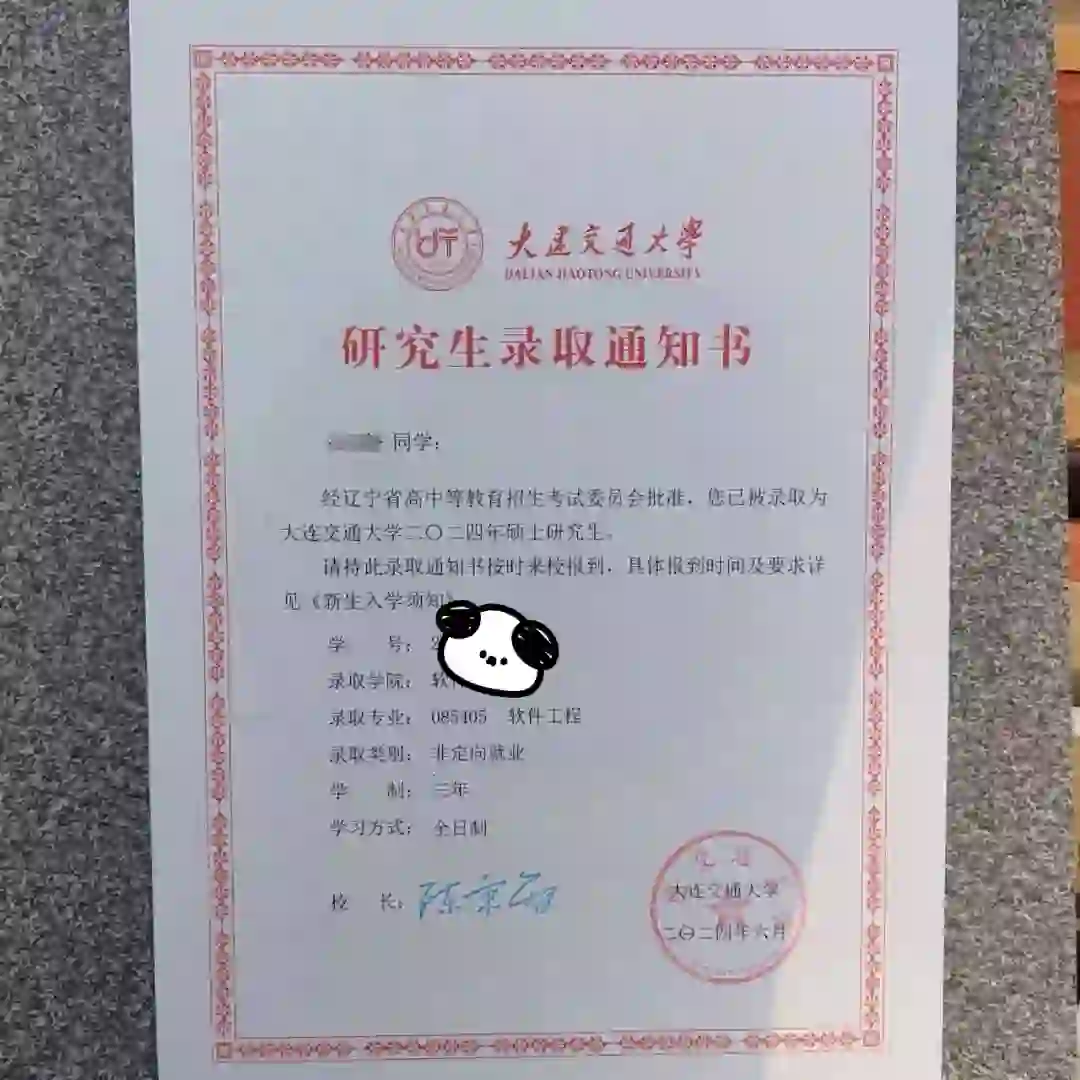 大连交通大学
DALIAN JIAOTONG UNIVERSITY
研究生录取通知书
同学:
经辽宁省高中等教育招生考试委员会批准,您已被录取为
大连交通大学二〇二四年硕士研究生。
请持此录取通知书按时来校报到,具体报到时间及要求详
见《新生入学须知》
学 号: 2
录取学院: 软件
录取专业: 085405 软件工程
录取类别: 非定向就业
学 制: 三年
学习方式: 全日制
校 长:
大连交通大学
二〇二四年六月